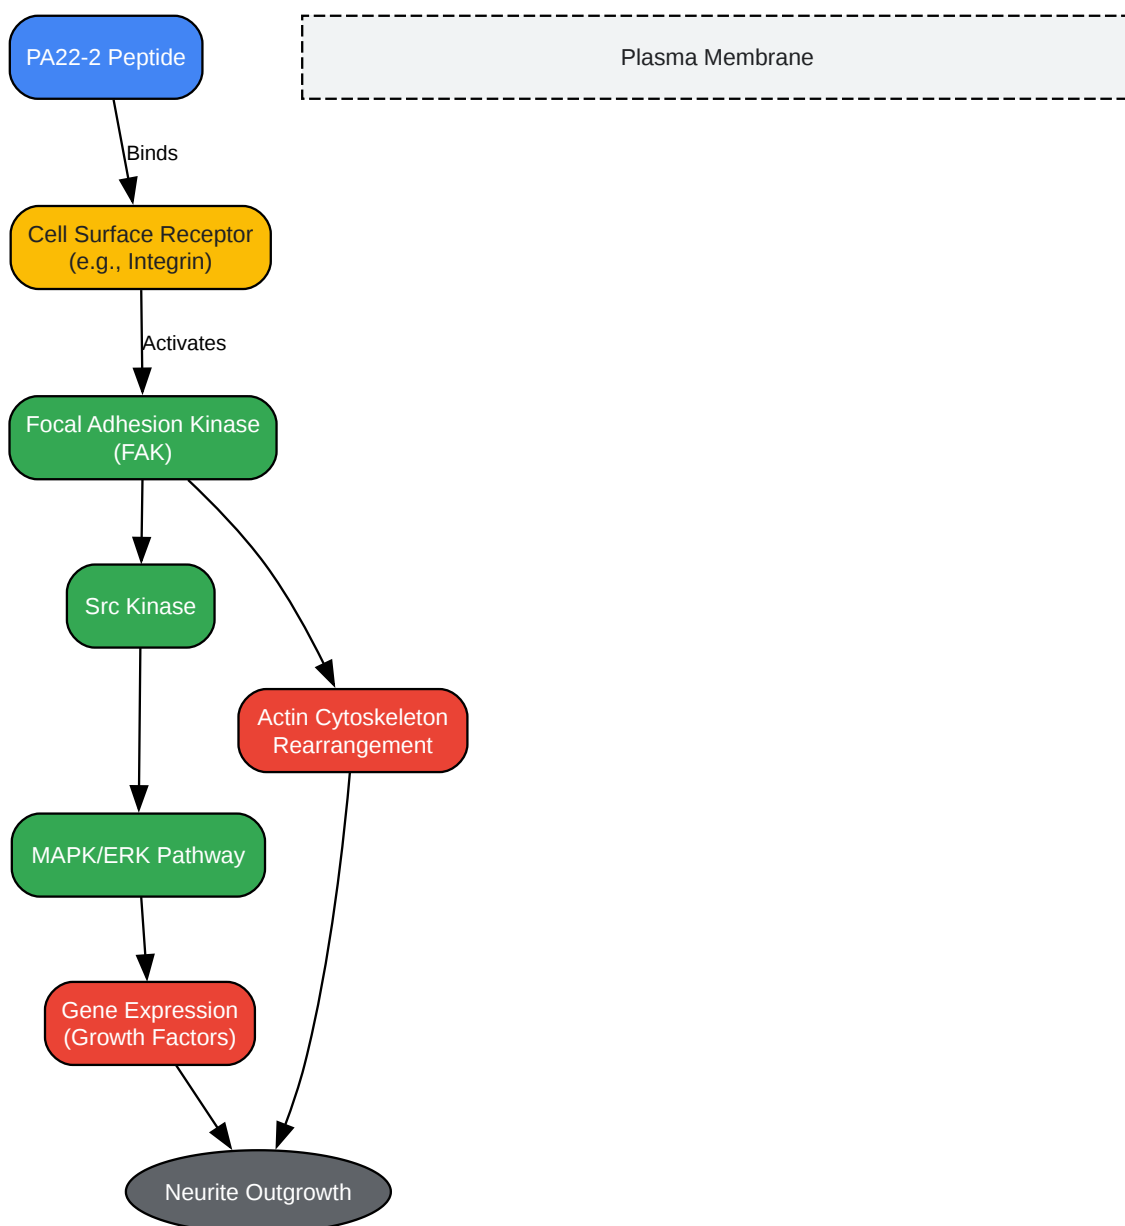 PA22-2 Peptide
Plasma Membrane
Binds
Cell Surface Receptor
(e.g., Integrin)
Activates
Focal Adhesion Kinase
(FAK)
Src Kinase
Actin Cytoskeleton
Rearrangement
MAPK/ERK Pathway
Gene Expression
(Growth Factors)
Neurite Outgrowth